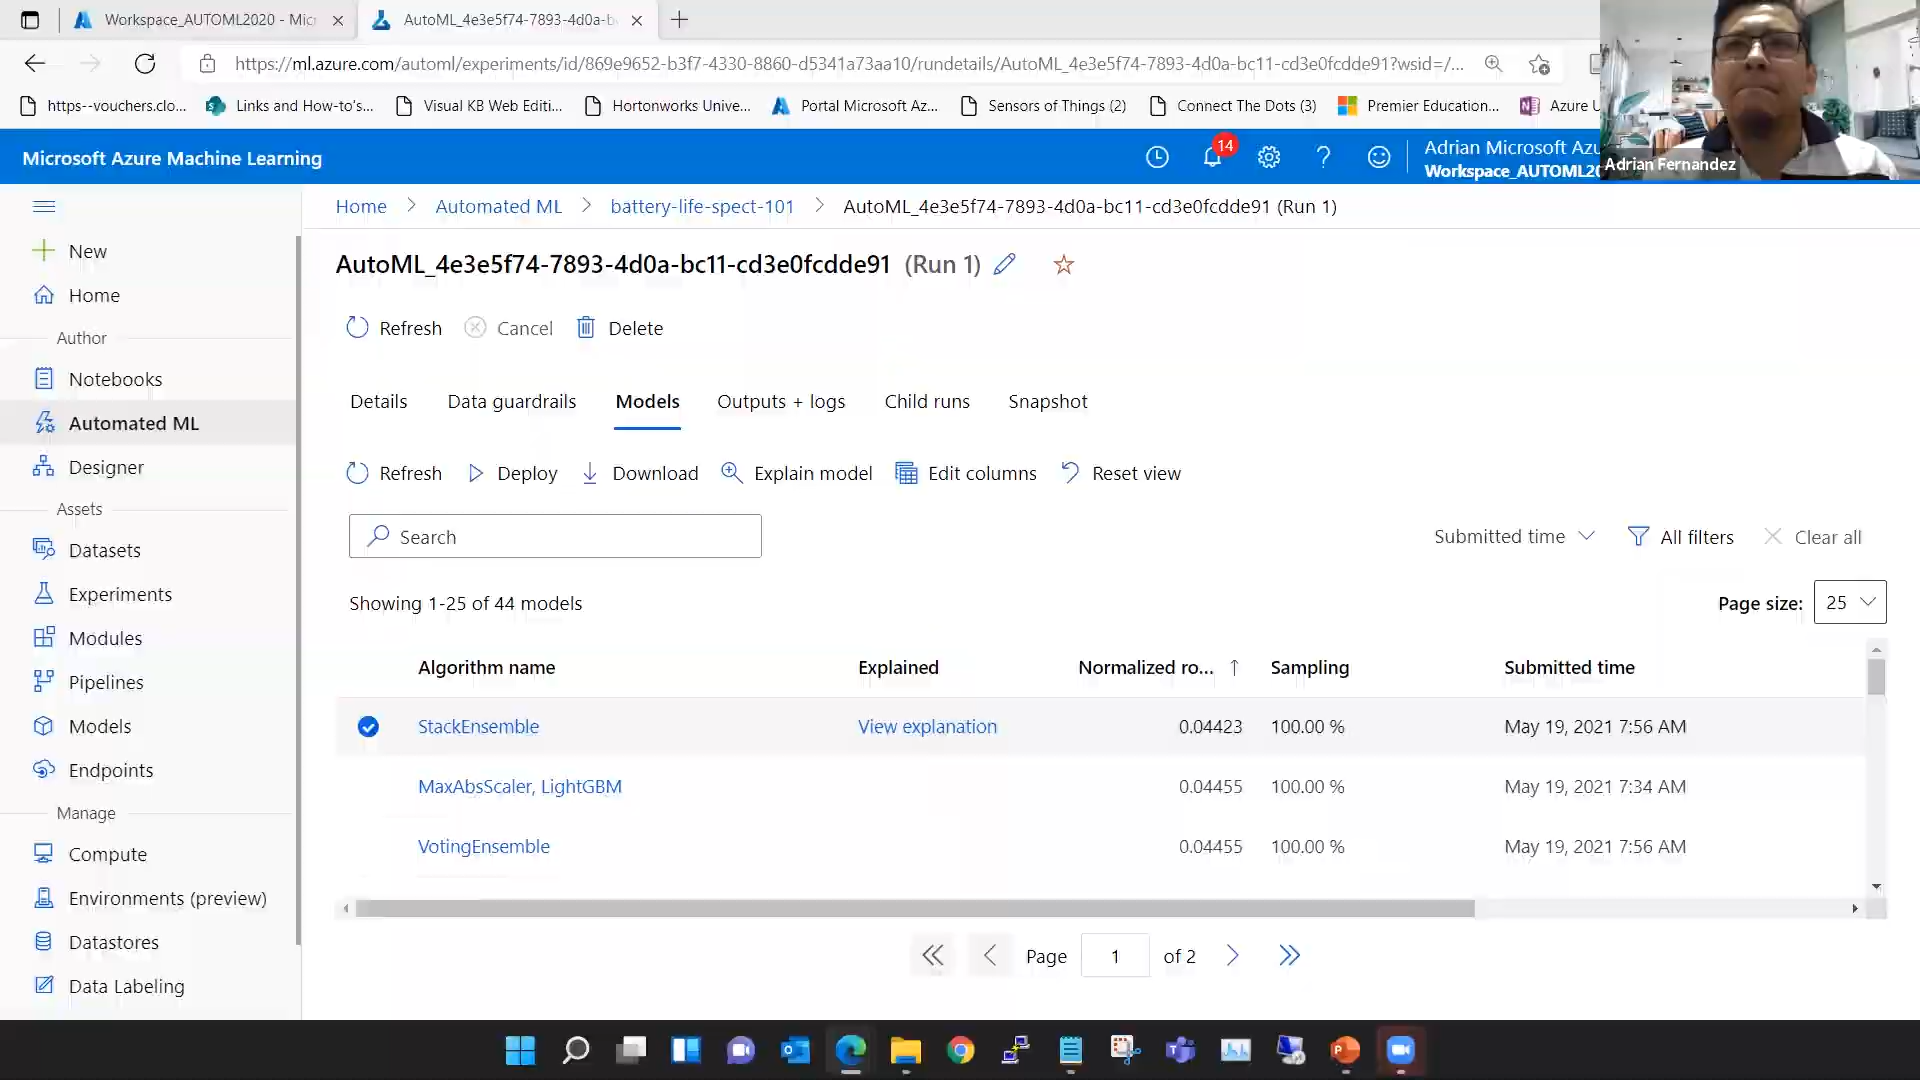 Workspace_AUTOML2020 - Mic
AutoML_4e3e5f74-7893-4d0a-b
https://ml.azure.com/automl/experiments/id/869e9652-b3f7-4330-8860-d5341a73aa10/rundetails/AutoML_4e3e5f74-7893-4d0a-bc11-cd3e0fcdde91?wsid=/...
https--vouchers.clo...
Links and How-to's...
Visual KB Web Editi...
Hortonworks Unive...
Portal Microsoft Az...
Sensors of Things (2)
Connect The Dots (3)
Premier Education...
Azure U
Microsoft Azure Machine Learning
14
Adrian Microsoft Azu
Workspace_AUTOML20
Adrian Fernandez
Home > Automated ML > battery-life-spect-101 > AutoML_4e3e5f74-7893-4d0a-bc11-cd3e0fcdde91 (Run 1)
New
Home
Author
Notebooks
Automated ML
Designer
Assets
Datasets
Experiments
Modules
Pipelines
Models
Endpoints
Manage
Compute
Environments (preview)
Datastores
Data Labeling
AutoML_4e3e5f74-7893-4d0a-bc11-cd3e0fcdde91 (Run 1)
Refresh Cancel Delete
Details Data guardrails Models Outputs + logs Child runs Snapshot
Refresh Deploy Download Explain model Edit columns Reset view
Search
Submitted time All filters Clear all
Showing 1-25 of 44 models
Page size: 25
Algorithm name Explained Normalized ro... Sampling Submitted time
StackEnsemble View explanation 0.04423 100.00 % May 19, 2021 7:56 AM
MaxAbsScaler, LightGBM 0.04455 100.00 % May 19, 2021 7:34 AM
VotingEnsemble 0.04455 100.00 % May 19, 2021 7:56 AM
Page 1 of 2